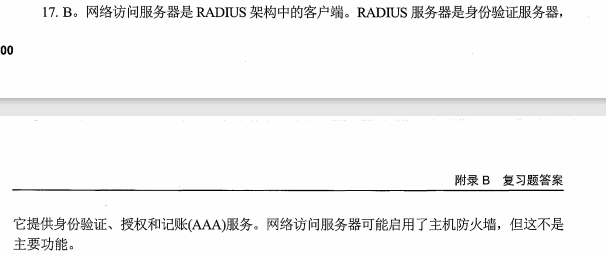 17. B。网络访问服务器是 RADIUS 架构中的客户端。RADIUS 服务器是身份验证服务器，
00
附录 B 复习题答案
它提供身份验证、授权和记账(AAA)服务。网络访问服务器可能启用了主机防火墙，但这不是
主要功能。